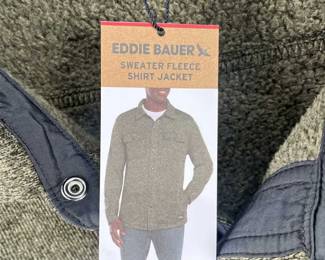 EDDIE BAUER
SWEATER FLEECE
SHIRT JACKET